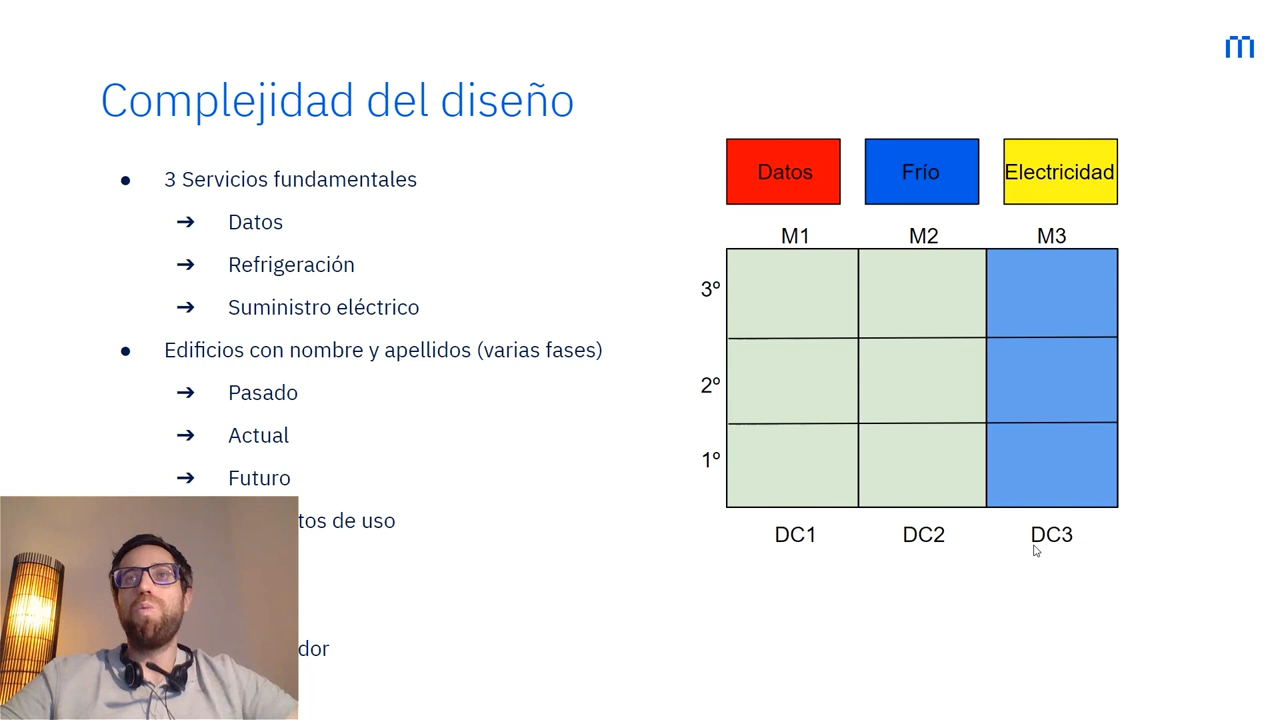 Complejidad del diseño
● 3 Servicios fundamentales
➔ Datos
➔ Refrigeración
➔ Suministro eléctrico
● Edificios con nombre y apellidos (varias fases)
➔ Pasado
➔ Actual
➔ Futuro
tos de uso
dor
Datos Frío Electricidad
M1 M2 M3
3º
2º
1º
DC1 DC2 DC3